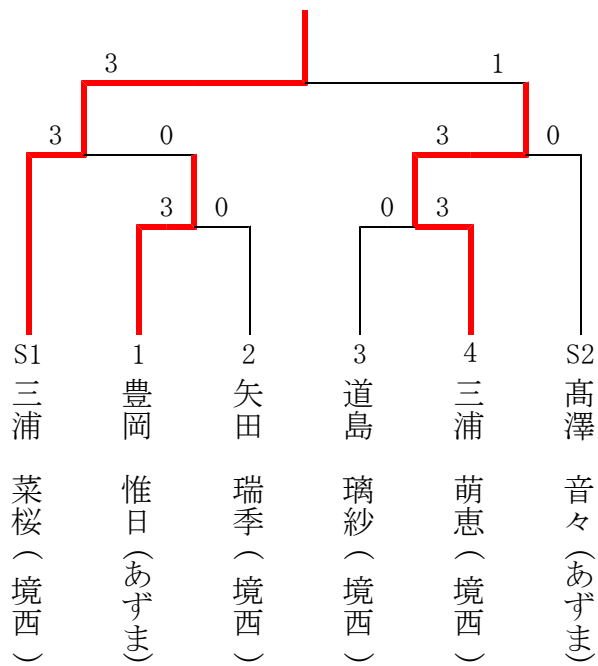 3 1
3 0 3 0
3 0 0 3
S1 1 2 3 4 S2
三浦 菜桜(境西)
豊岡 惟日(あずま)
矢田 瑞季(境西)
道島 璃紗(境西)
三浦 萌恵(境西)
髙澤 音々(あずま)